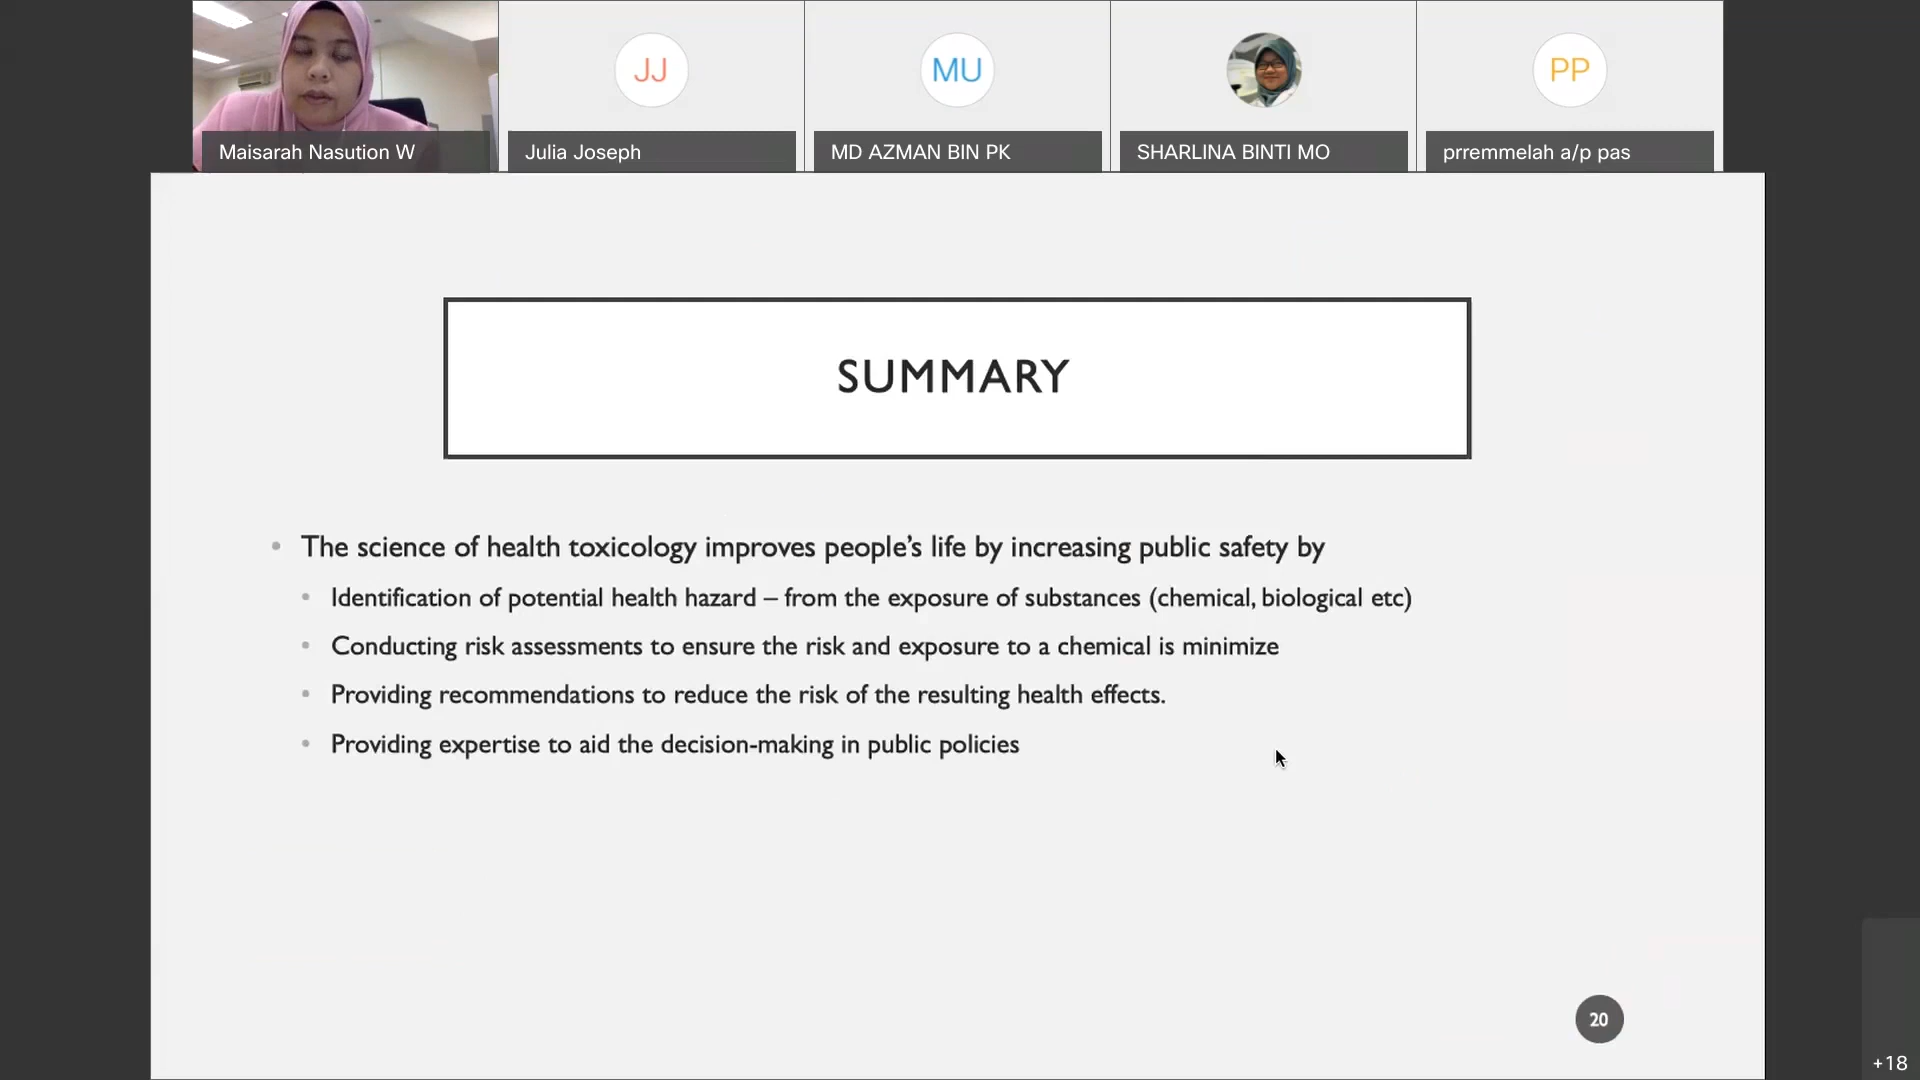 JJ
MU
PP
Maisarah Nasution W
Julia Joseph
MD AZMAN BIN PK
SHARLINA BINTI MO
prremmelah a/p pas
SUMMARY
• The science of health toxicology improves people’s life by increasing public safety by
• Identification of potential health hazard – from the exposure of substances (chemical, biological etc)
• Conducting risk assessments to ensure the risk and exposure to a chemical is minimize
• Providing recommendations to reduce the risk of the resulting health effects.
• Providing expertise to aid the decision-making in public policies
20
+18